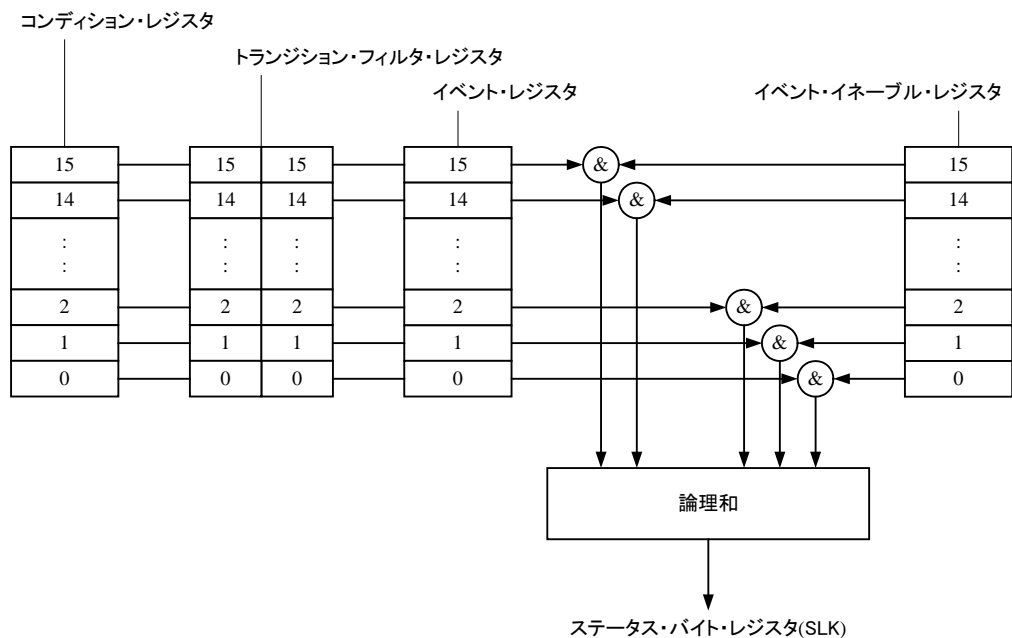 コンディション・レジスタ
トランジション・フィルタ・レジスタ
イベント・レジスタ
イベント・イネーブル・レジスタ
15 15 15 15 & 15
14 14 14 14 & 14
: : : : :
: : : : :
2 2 2 2 & 2
1 1 1 1 & 1
0 0 0 0 & 0
論理和
ステータス・バイト・レジスタ(SLK)